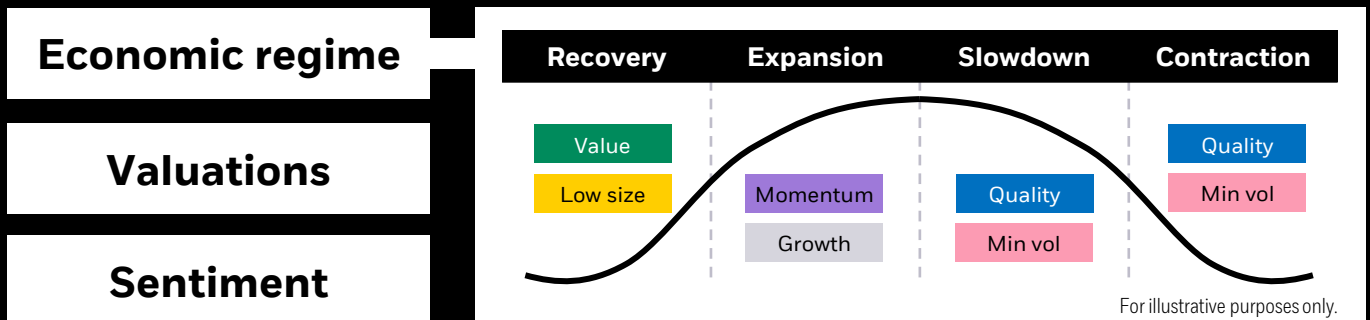 Economic regime
Valuations
Sentiment
Recovery Expansion Slowdown Contraction
Value
Low size
Momentum
Growth
Quality
Min vol
Quality
Min vol
For illustrative purposes only.